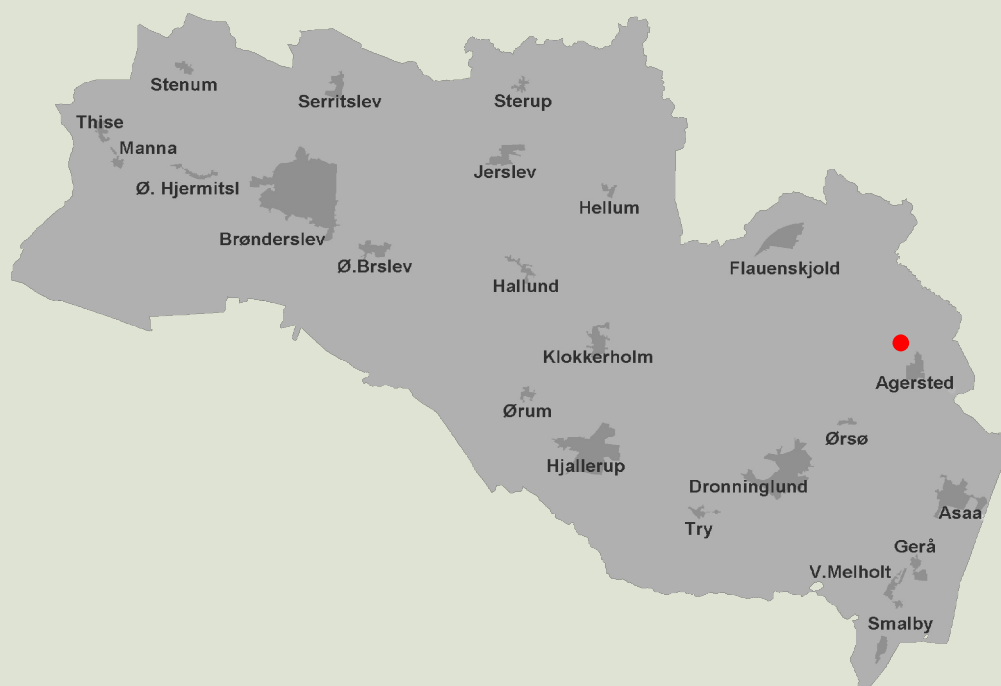 Stenum
Serritslev
Sterup
Thise
Manna
Jerslev
Ø. Hjermitsl
Hellum
Brønderslev
Ø.Brslev
Flauenskjold
Hallund
Klokkerholm
Agersted
Ørum
Ørsø
Hjallerup
Dronninglund
Asaa
Try
Gerå
V.Melholt
Smalby